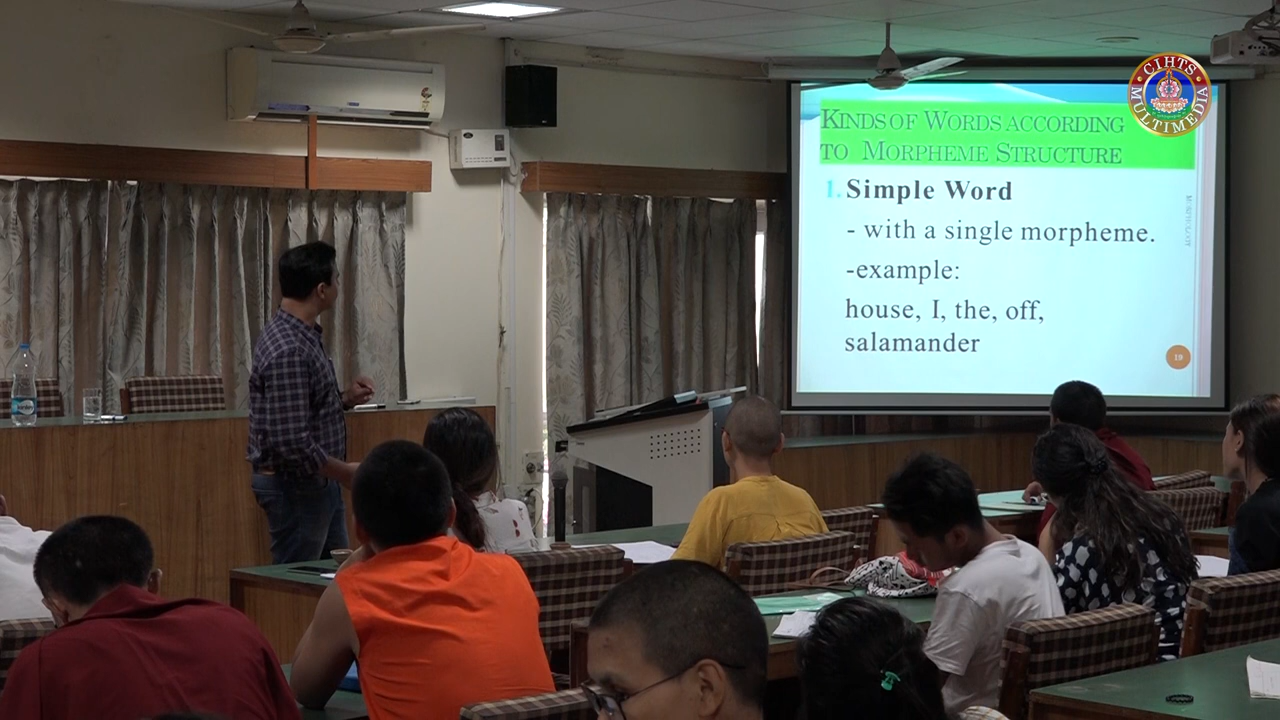 CIHTS
MULTIMEDIA
KINDS OF WORDS ACCORDING
TO MORPHEME STRUCTURE
1. Simple Word
- with a single morpheme.
-example:
house, I, the, off,
salamander
MORPHOLOGY
19